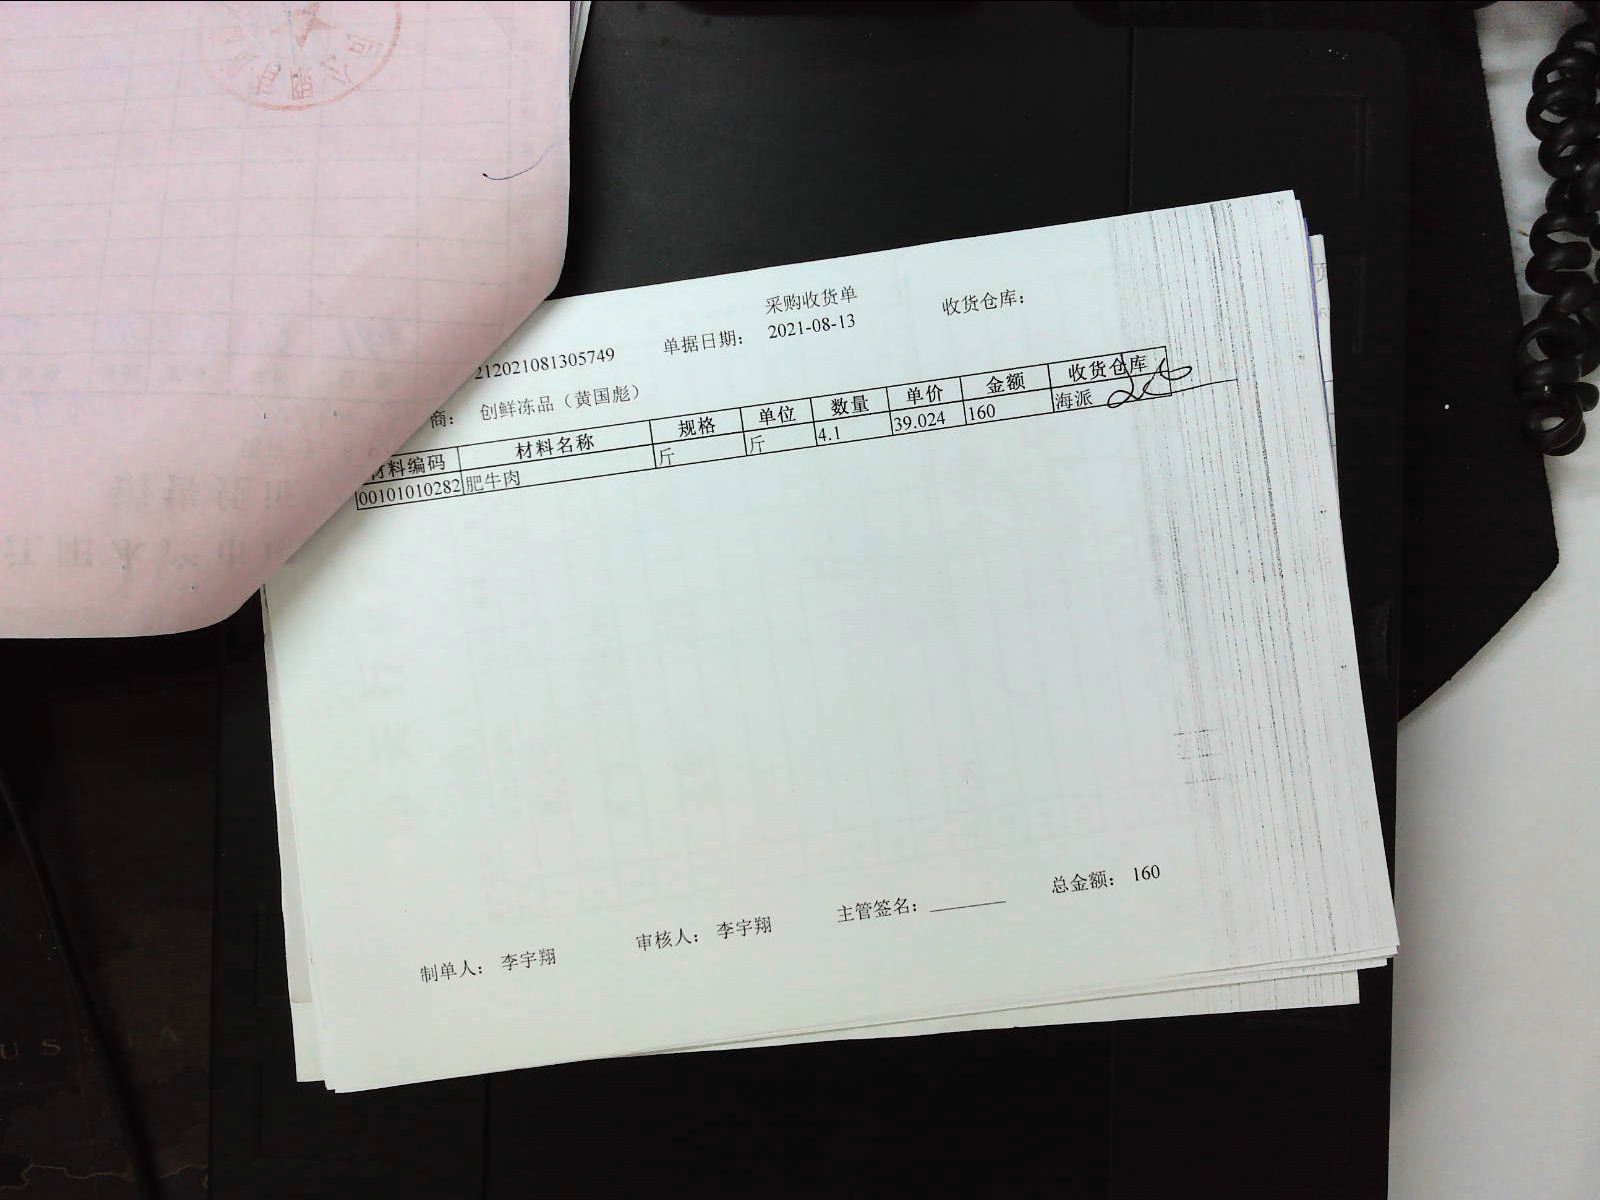 采购收货单
212021081305749 单据日期： 2021-08-13 收货仓库：
商： 创鲜冻品（黄国彪）
材料编码 材料名称 规格 单位 数量 单价 金额 收货仓库
00101010282 肥牛肉 斤 斤 4.1 39.024 160 海派
总金额： 160
制单人： 李宇翔 审核人： 李宇翔 主管签名：